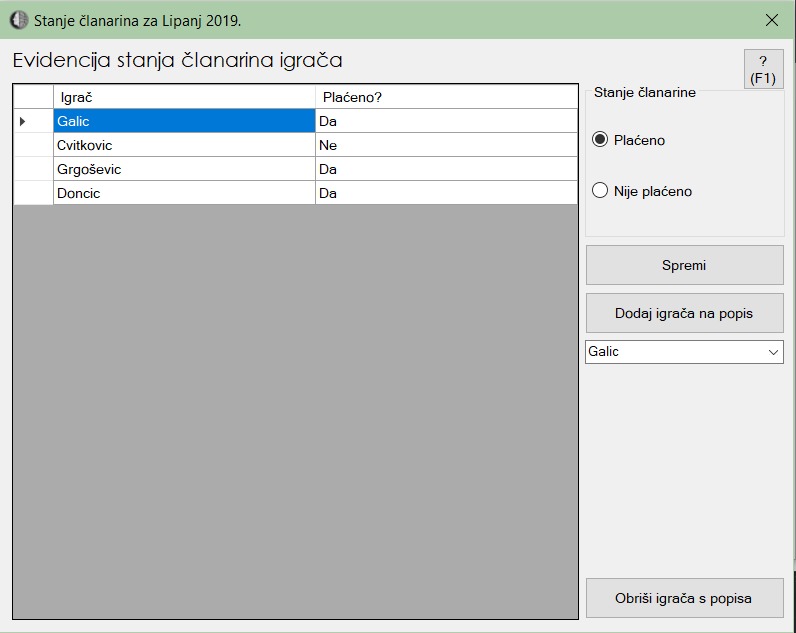 Stanje članarina za Lipanj 2019.
Evidencija stanja članarina igrača
?
(F1)
Igrač Plaćeno?
Galic Da
Cvitkovic Ne
Grgoševic Da
Doncic Da
Stanje članarine
Plaćeno
Nije plaćeno
Spremi
Dodaj igrača na popis
Galic
Obriši igrača s popisa